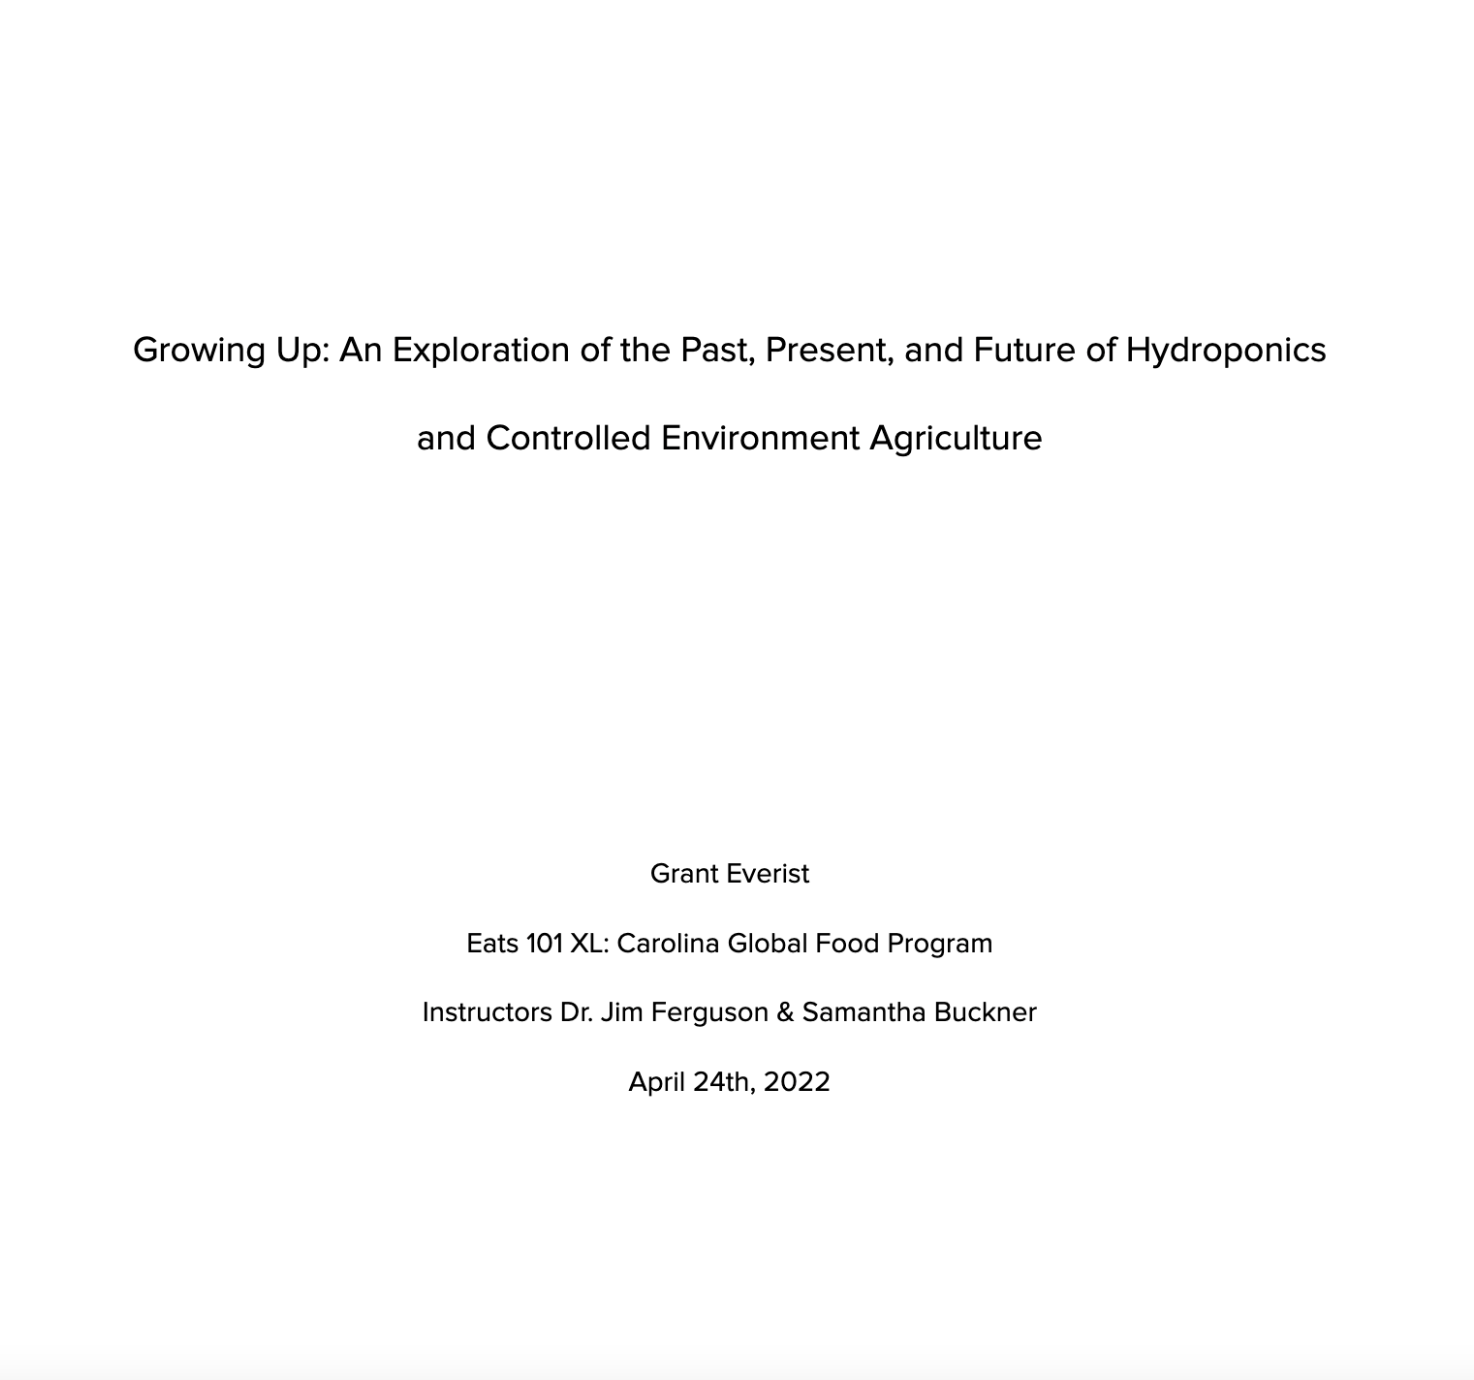 Growing Up: An Exploration of the Past, Present, and Future of Hydroponics
and Controlled Environment Agriculture
Grant Everist
Eats 101 XL: Carolina Global Food Program
Instructors Dr. Jim Ferguson & Samantha Buckner
April 24th, 2022